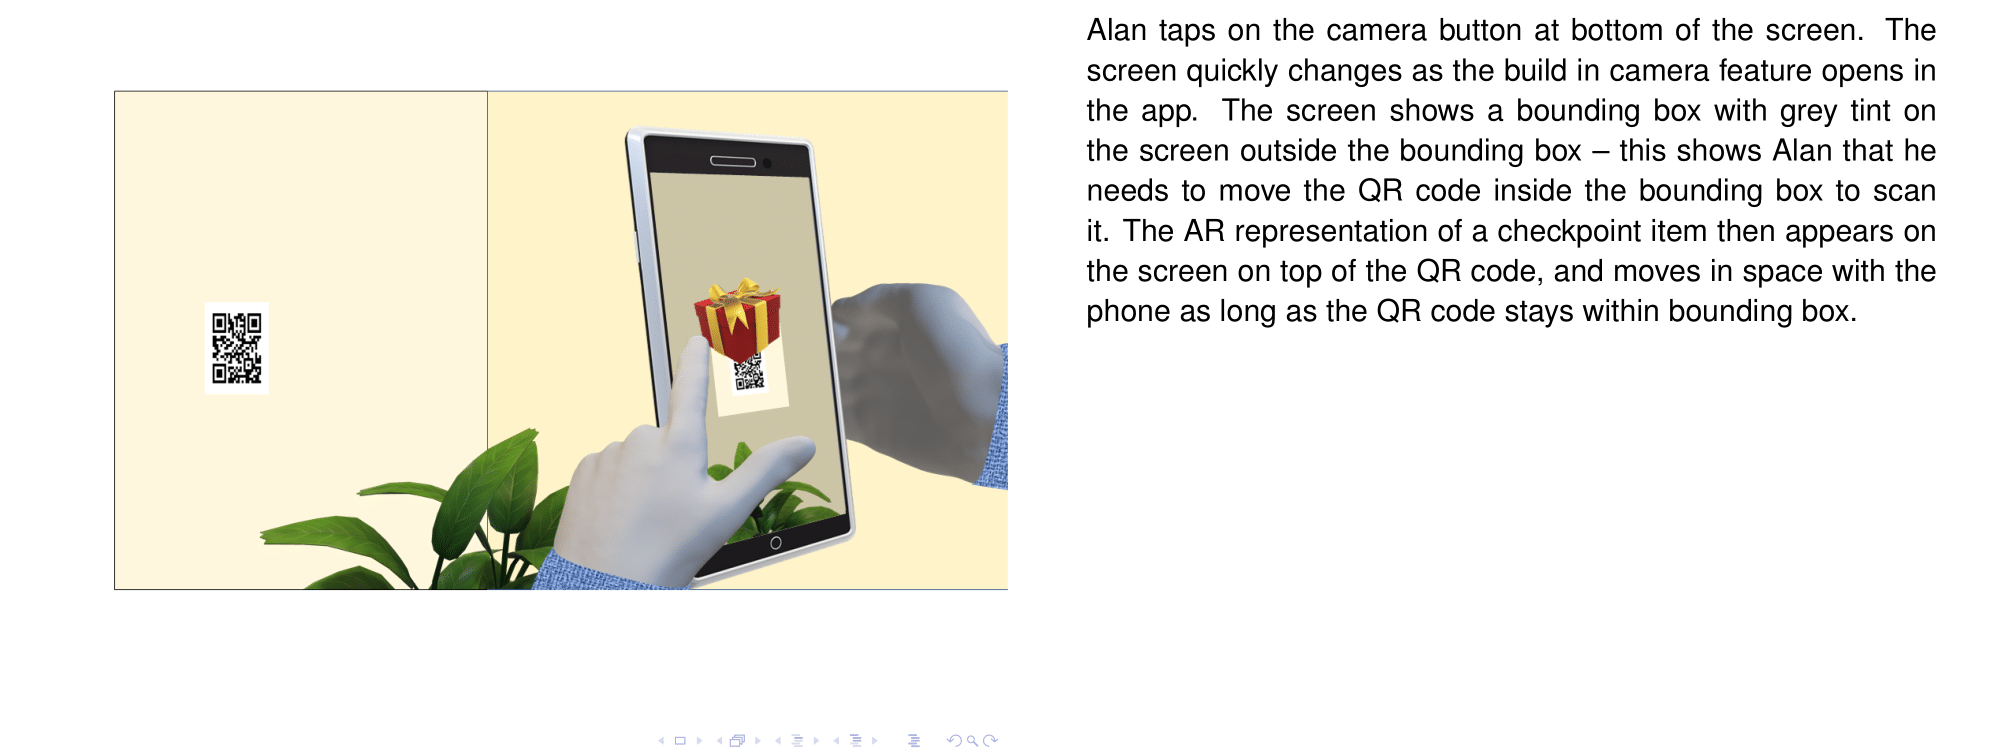 Alan taps on the camera button at bottom of the screen. The
screen quickly changes as the build in camera feature opens in
the app. The screen shows a bounding box with grey tint on
the screen outside the bounding box – this shows Alan that he
needs to move the QR code inside the bounding box to scan
it. The AR representation of a checkpoint item then appears on
the screen on top of the QR code, and moves in space with the
phone as long as the QR code stays within bounding box.